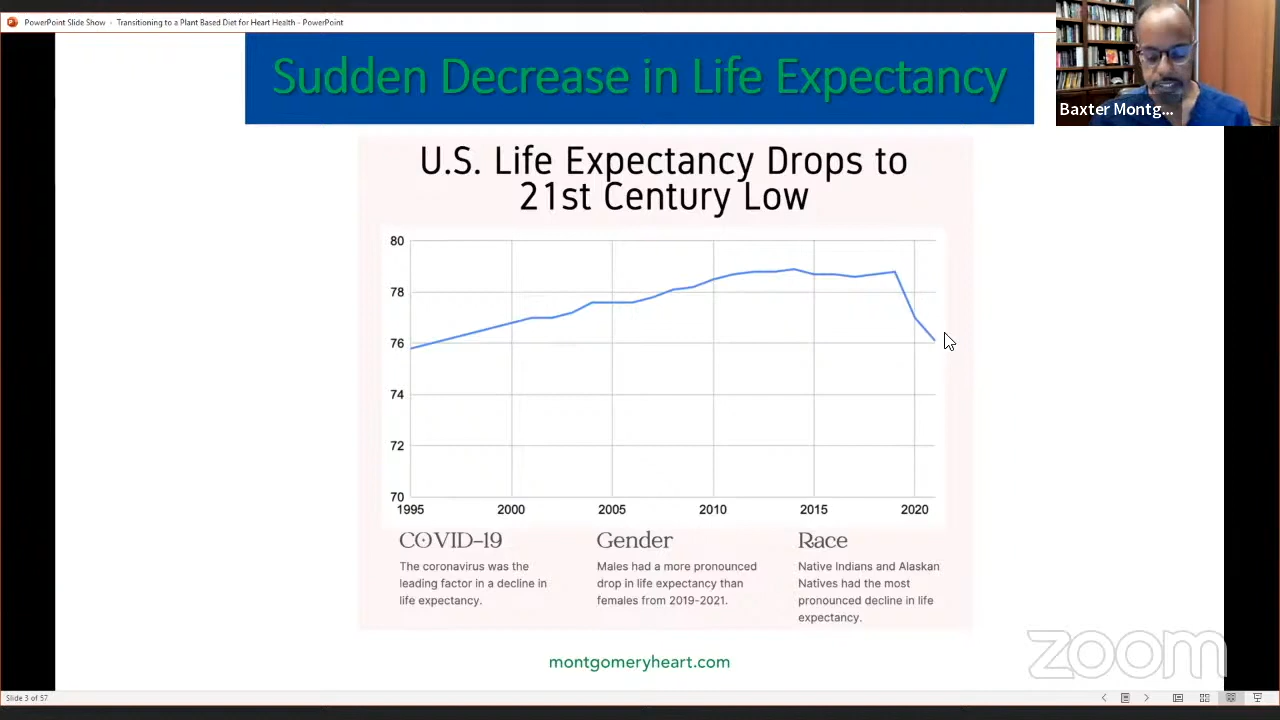 PowerPoint Slide Show - Transitioning to a Plant Based Diet for Heart Health - PowerPoint
Sudden Decrease in Life Expectancy
Baxter Montg...
U.S. Life Expectancy Drops to
21st Century Low
80
78
76
74
72
70
1995 2000 2005 2010 2015 2020
COVID-19
The coronavirus was the
leading factor in a decline in
life expectancy.
Gender
Males had a more pronounced
drop in life expectancy than
females from 2019-2021.
Race
Native Indians and Alaskan
Natives had the most
pronounced decline in life
expectancy.
montgomeryheart.com
zoom
Slide 3 of 57